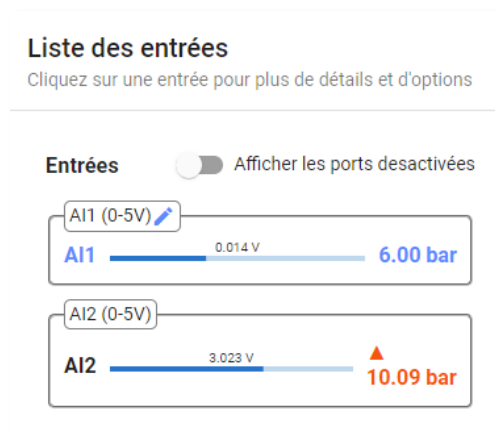 Liste des entrées
Cliquez sur une entrée pour plus de détails et d'options
Entrées
Afficher les ports desactivées
AI1 (0-5V)
AI1
0.014 V
6.00 bar
AI2 (0-5V)
AI2
3.023 V
▲
10.09 bar